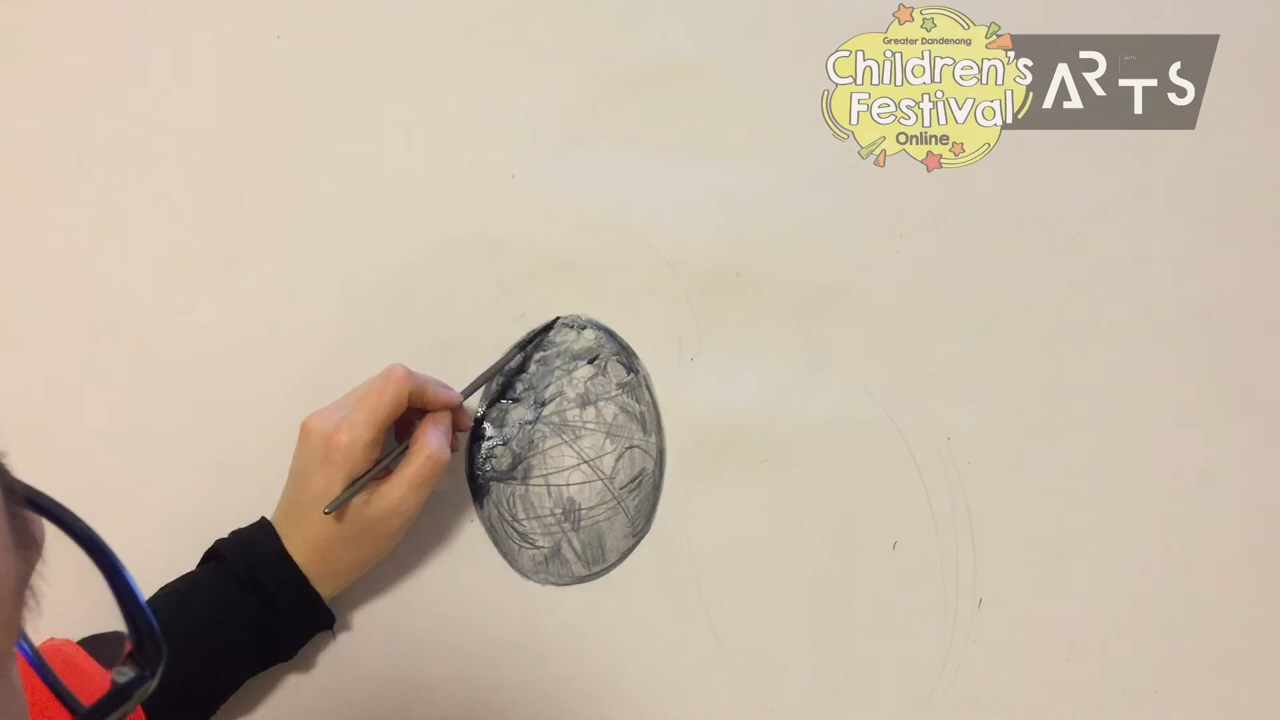 Greater Dandenong
Children's
Festival
Online
ARTS